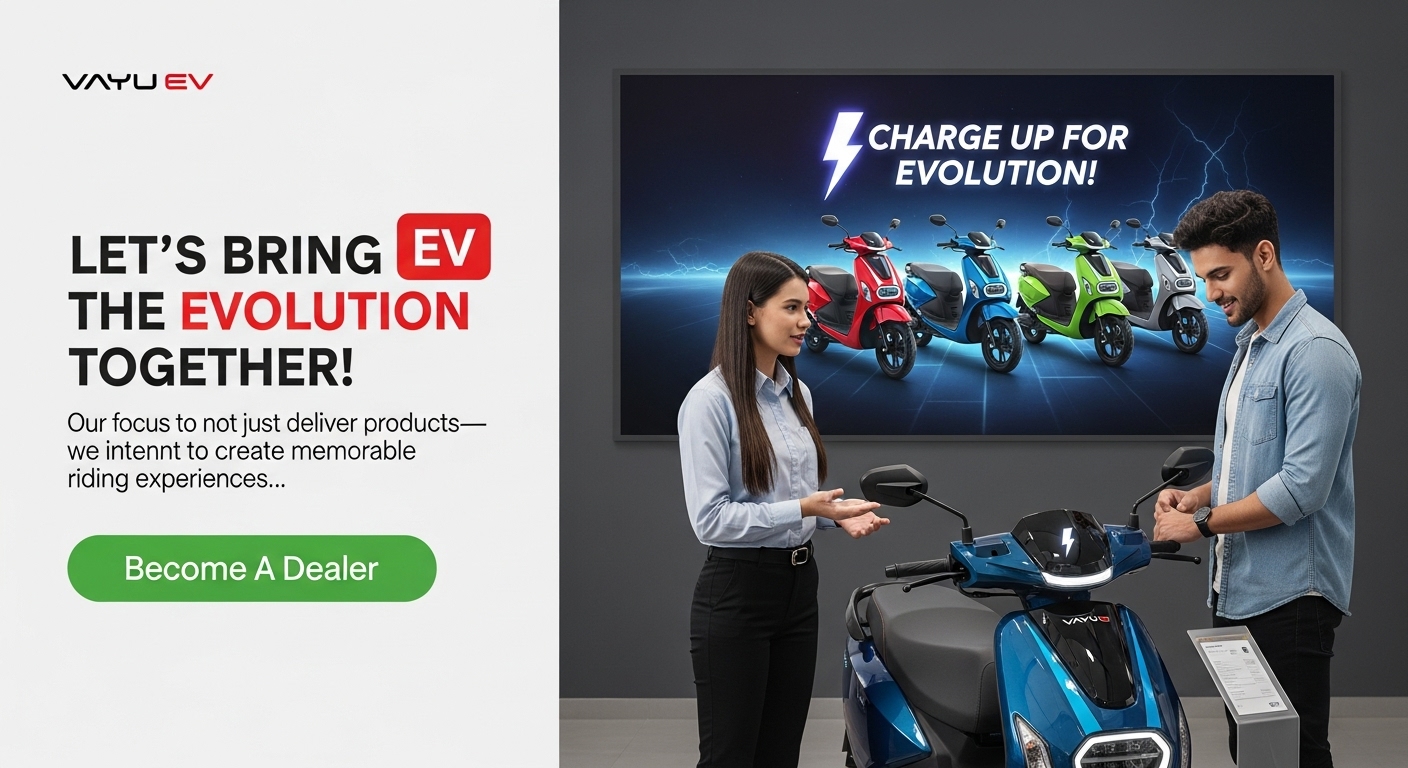 VAYU EV
LET'S BRING EV
THE EVOLUTION
TOGETHER!
Our focus to not just deliver products—
we intennt to create memorable
riding experiences...
Become A Dealer
CHARGE UP FOR
EVOLUTION!
VAYU